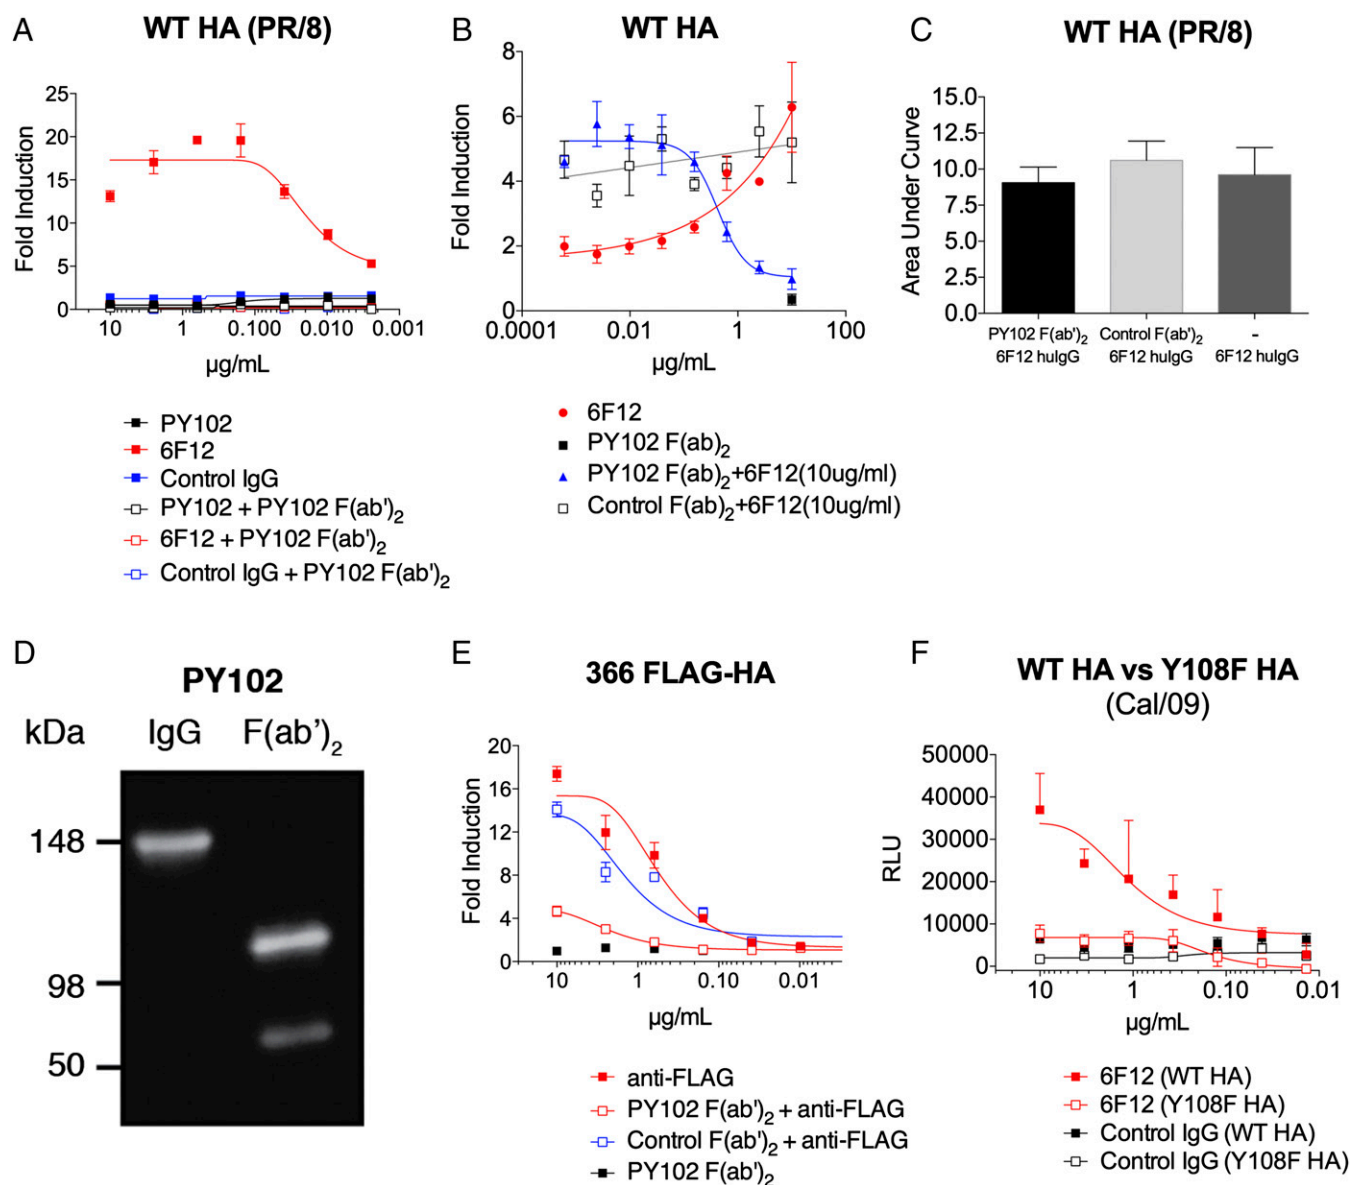 A
WT HA (PR/8)
Fold Induction
25
20
15
10
5
0
10
1
0.100
0.010
0.001
µg/mL
PY102
6F12
Control IgG
PY102 + PY102 F(ab')2
6F12 + PY102 F(ab')2
Control IgG + PY102 F(ab')2
B
WT HA
Fold Induction
8
6
4
2
0
0.0001
0.01
1
100
µg/mL
6F12
PY102 F(ab)2
PY102 F(ab)2+6F12(10ug/ml)
Control F(ab)2+6F12(10ug/ml)
C
WT HA (PR/8)
Area Under Curve
15.0
12.5
10.0
7.5
5.0
2.5
0.0
PY102 F(ab')2
6F12 huIgG
Control F(ab')2
6F12 huIgG
-
6F12 huIgG
D
PY102
kDa
IgG
F(ab')2
148
98
50
E
366 FLAG-HA
Fold Induction
20
16
12
8
4
0
10
1
0.10
0.01
µg/mL
anti-FLAG
PY102 F(ab')2 + anti-FLAG
Control F(ab')2 + anti-FLAG
PY102 F(ab')2
F
WT HA vs Y108F HA
(Cal/09)
RLU
50000
40000
30000
20000
10000
0
10
1
0.10
0.01
µg/mL
6F12 (WT HA)
6F12 (Y108F HA)
Control IgG (WT HA)
Control IgG (Y108F HA)